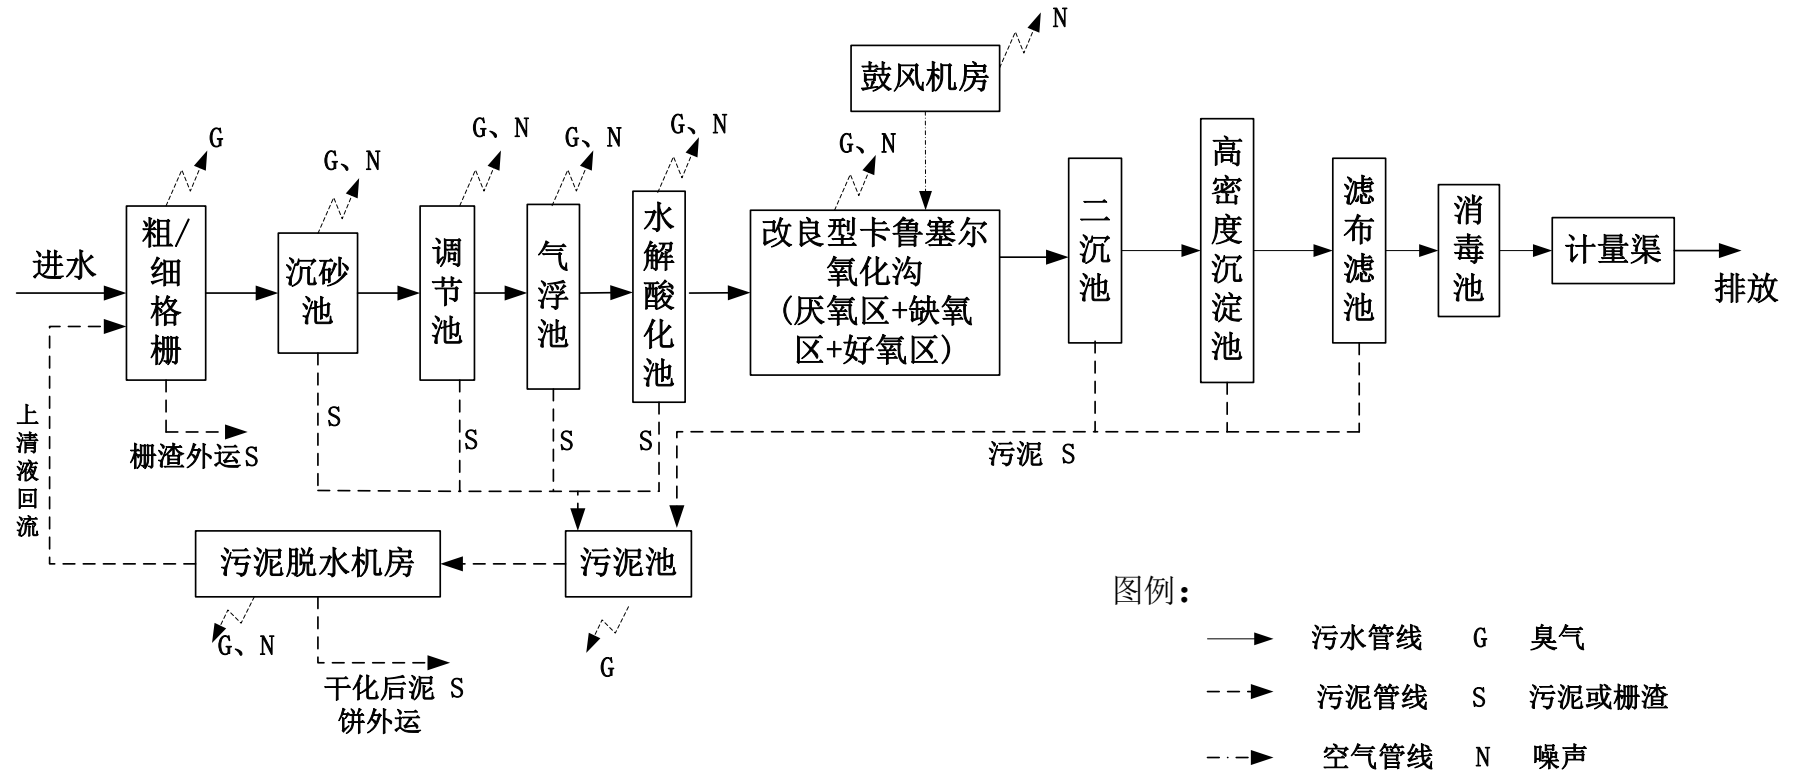 N
鼓风机房
G
G、N
G、N
G、N
G、N
G、N
进水
粗/
细
格
栅
沉砂
池
调
节
池
气
浮
池
水
解
酸
化
池
改良型卡鲁塞尔
氧化沟
(厌氧区+缺氧
区+好氧区)
二
沉
池
高
密
度
沉
淀
池
滤
布
滤
池
消
毒
池
计量渠
排放
上
清
液
回
流
栅渣外运S
S
S
S
S
污泥 S
污泥脱水机房
污泥池
G、N
G
干化后泥 S
饼外运
图例：
污水管线 G 臭气
污泥管线 S 污泥或栅渣
空气管线 N 噪声